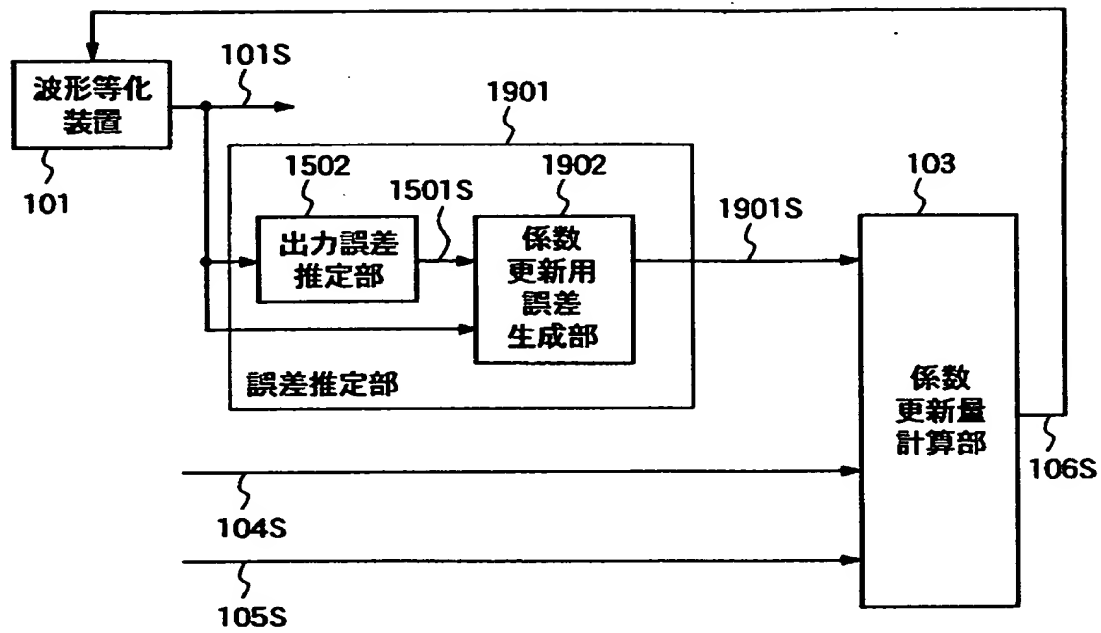 101S
波形等化
装置
101
1901
1502
1501S
1902
出力誤差
推定部
係数
更新用
誤差
生成部
誤差推定部
1901S
103
係数
更新量
計算部
106S
104S
105S